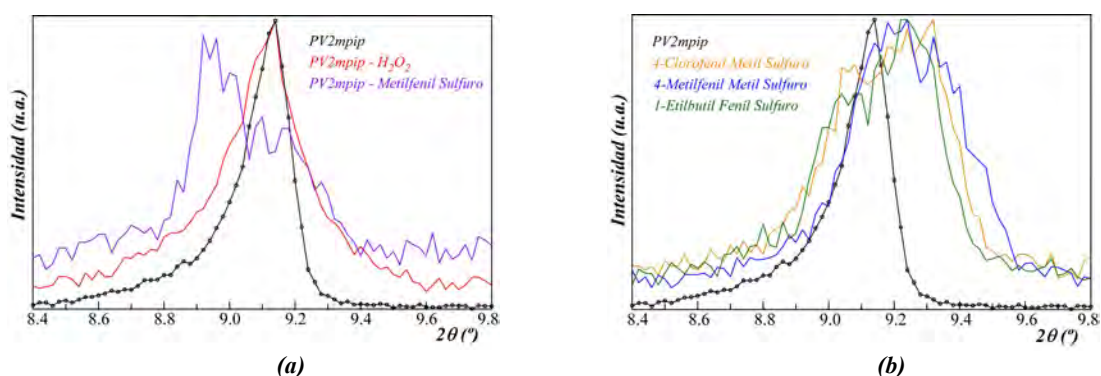 PV2mpip
PV2mpip - H₂O₂
PV2mpip - Metilfenil Sulfuro
Intensidad (u.a.)
8.4 8.6 8.8 9.0 9.2 9.4 9.6 9.8
2θ (º)
(a)
PV2mpip
4-Clorofenil Metil Sulfuro
4-Metilfenil Metil Sulfuro
1-Etilbutil Fenil Sulfuro
Intensidad (u.a.)
8.4 8.6 8.8 9.0 9.2 9.4 9.6 9.8
2θ (º)
(b)